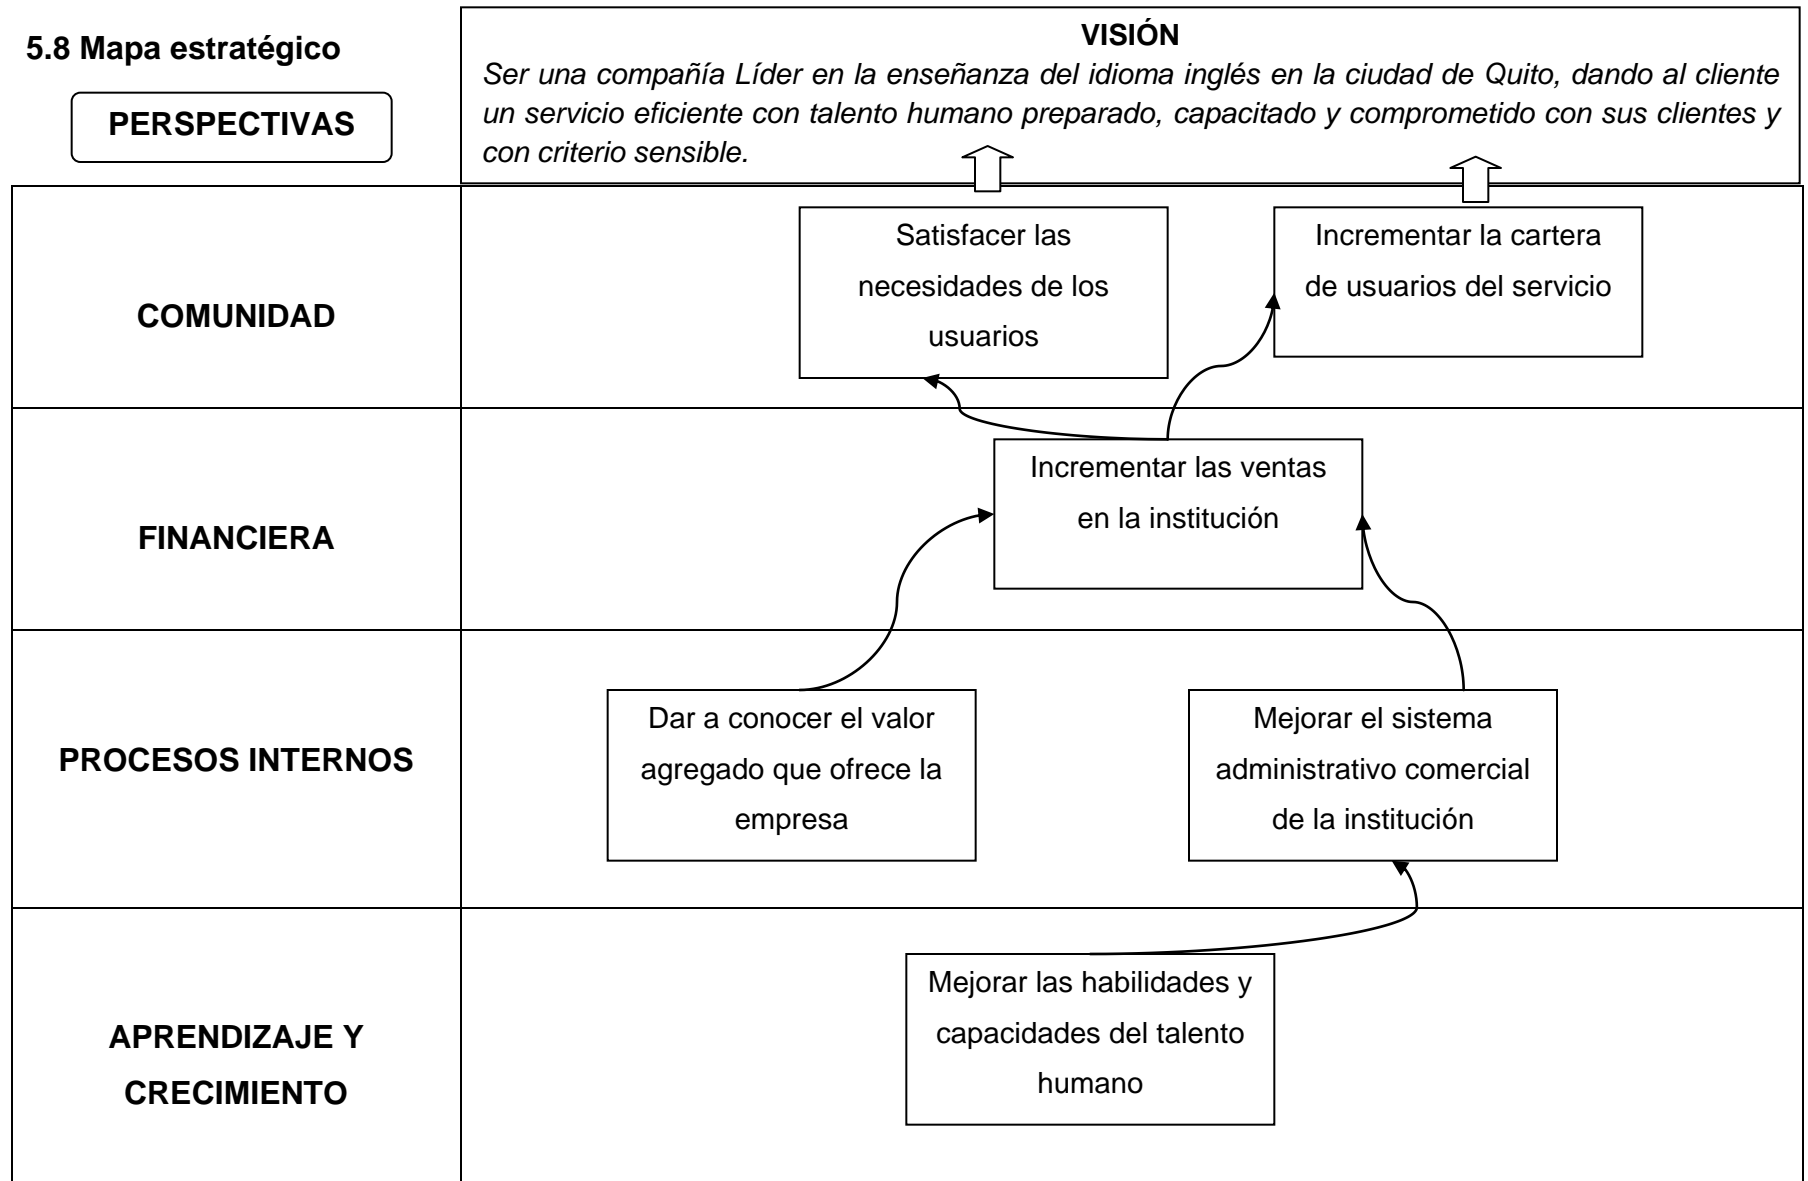 5.8 Mapa estratégico
PERSPECTIVAS
VISIÓN
Ser una compañía Líder en la enseñanza del idioma inglés en la ciudad de Quito, dando al cliente
un servicio eficiente con talento humano preparado, capacitado y comprometido con sus clientes y
con criterio sensible.
COMUNIDAD
Satisfacer las
necesidades de los
usuarios
Incrementar la cartera
de usuarios del servicio
FINANCIERA
Incrementar las ventas
en la institución
PROCESOS INTERNOS
Dar a conocer el valor
agregado que ofrece la
empresa
Mejorar el sistema
administrativo comercial
de la institución
APRENDIZAJE Y
CRECIMIENTO
Mejorar las habilidades y
capacidades del talento
humano